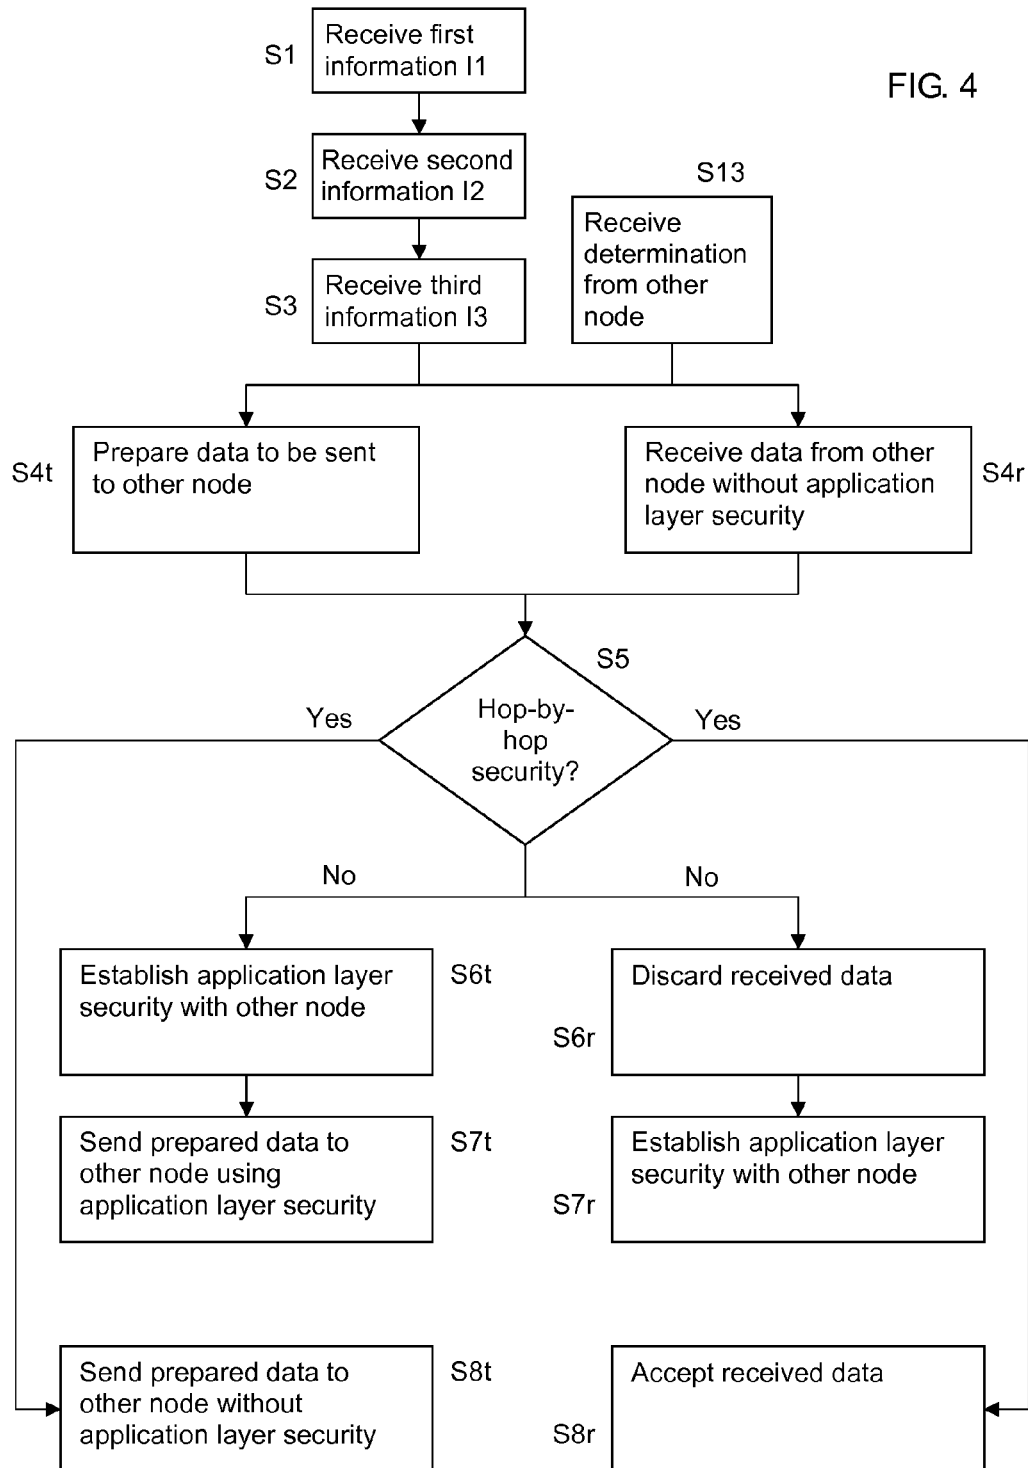 FIG. 4
S1
Receive first
information I1
S2
Receive second
information I2
S13
Receive
determination
from other
node
S3
Receive third
information I3
S4t
Prepare data to be sent
to other node
Receive data from other
node without application
layer security
S4r
S5
Hop-by-
hop
security?
Yes
Yes
No
No
Establish application layer
security with other node
S6t
Discard received data
S6r
Send prepared data to
other node using
application layer security
S7t
Establish application layer
security with other node
S7r
Send prepared data to
other node without
application layer security
S8t
Accept received data
S8r